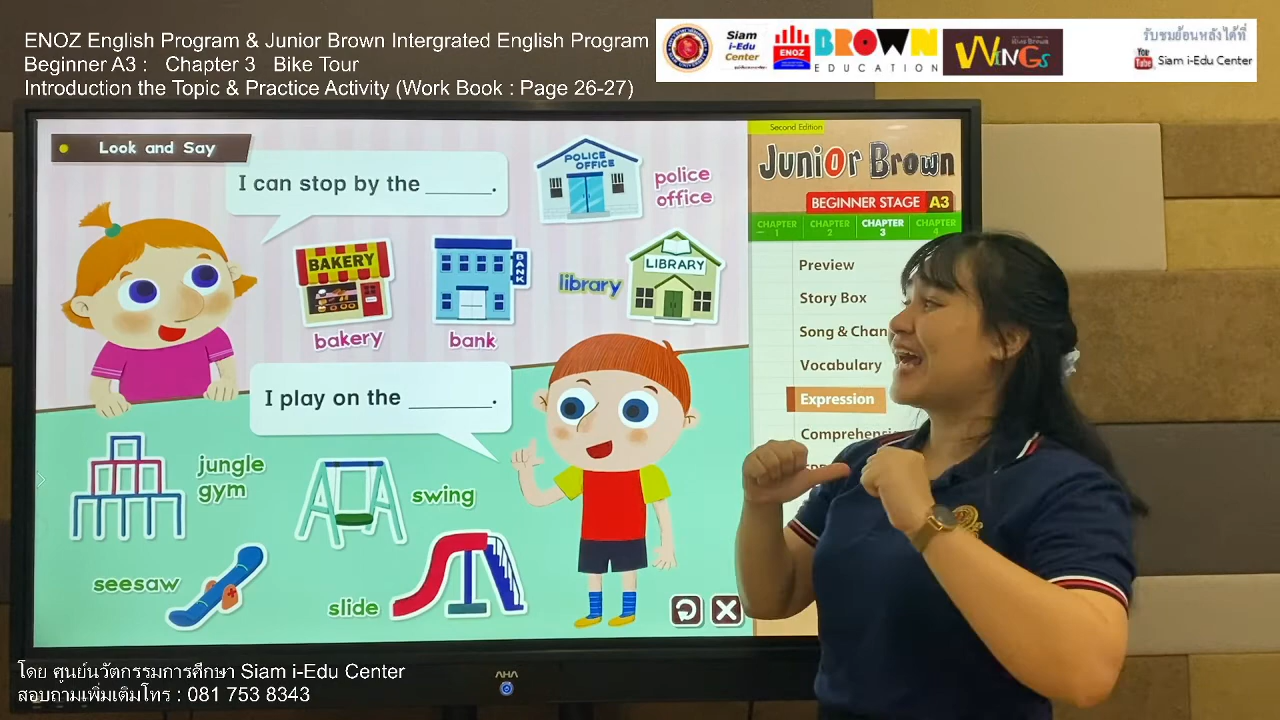 ENOZ English Program & Junior Brown Intergrated English Program
Beginner A3 : Chapter 3 Bike Tour
Introduction the Topic & Practice Activity (Work Book : Page 26-27)
Siam
i-Edu
Center
ENOZ
BROWN
EDUCATION
WINGS
รับชมย้อนหลังได้ที่
You
Tube
Siam i-Edu Center
Look and Say
I can stop by the ______.
POLICE
OFFICE
police
office
BAKERY
bakery
BANK
bank
library
LIBRARY
I play on the ________.
jungle
gym
swing
seesaw
slide
Second Edition
Junior Brown
BEGINNER STAGE A3
CHAPTER
1
CHAPTER
2
CHAPTER
3
CHAPTER
4
Preview
Story Box
Song & Chan
Vocabulary
Expression
Comprehensi
AHA
โดย ศูนย์นวัตกรรมการศึกษา Siam i-Edu Center
สอบถามเพิ่มเติมโทร : 081 753 8343